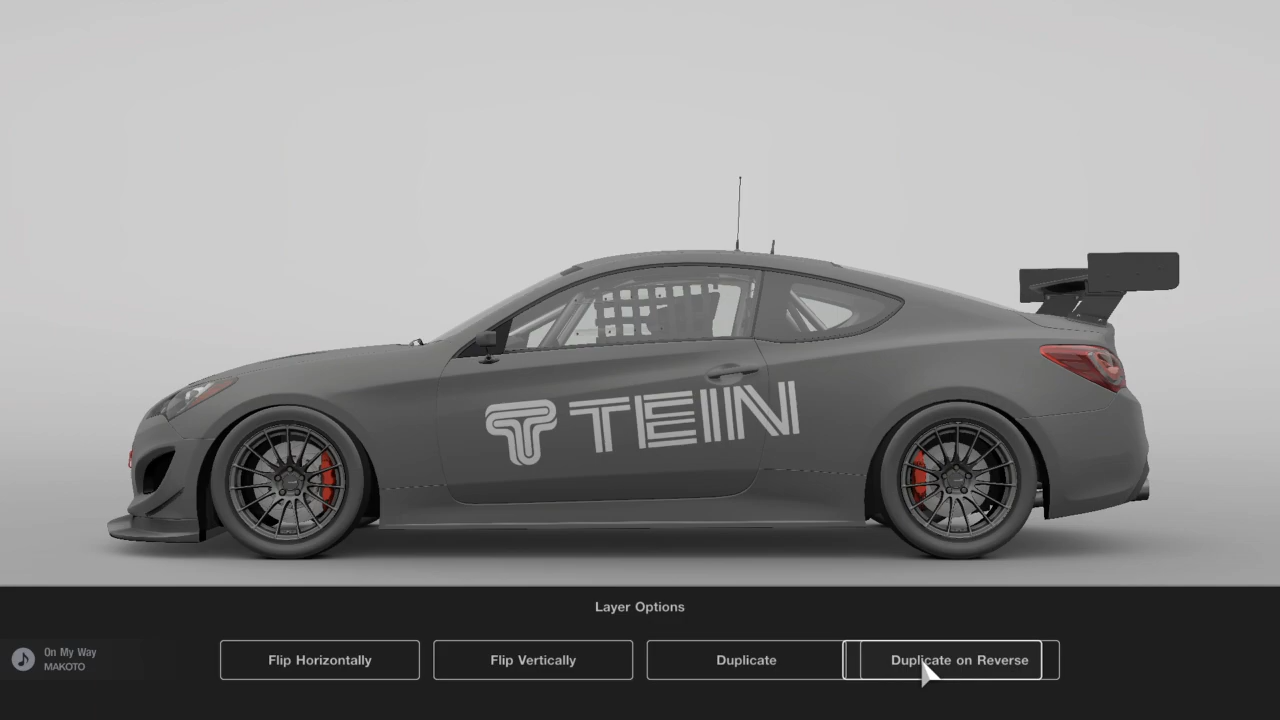 TEIN
Layer Options
On My Way
MAKOTO
Flip Horizontally
Flip Vertically
Duplicate
Duplicate on Reverse